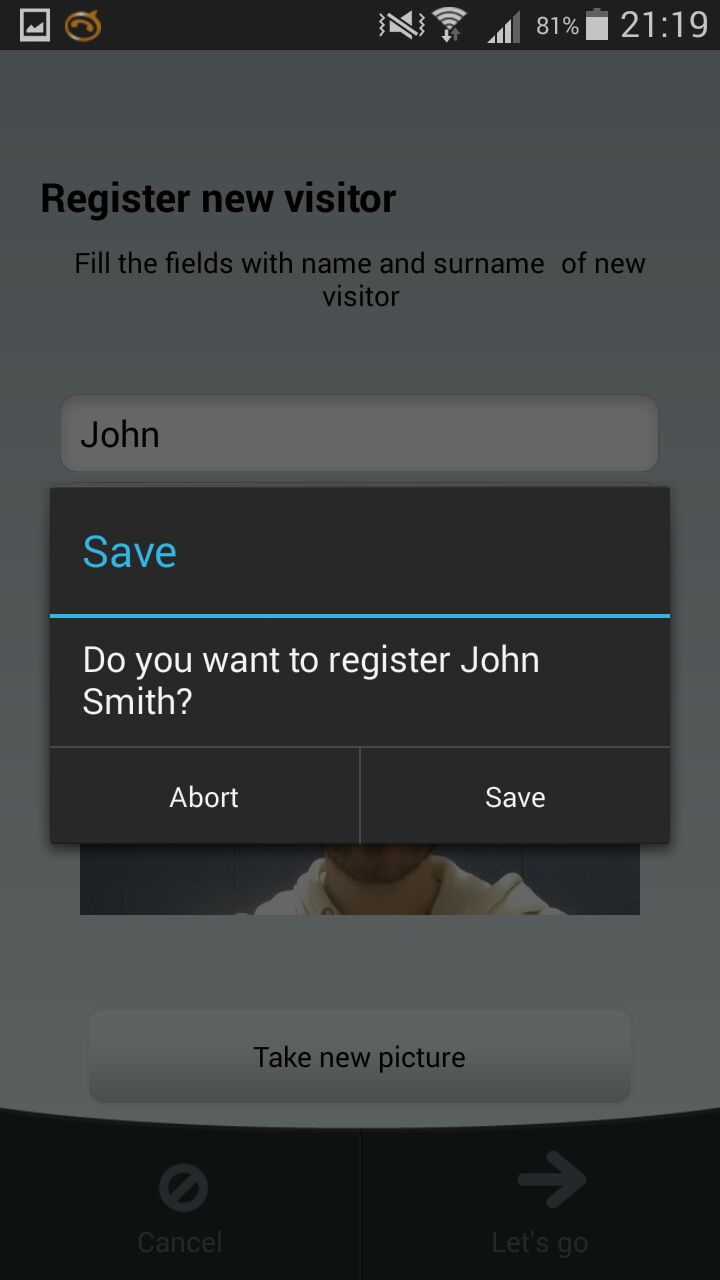 81% 21:19
Register new visitor
Fill the fields with name and surname  of new
visitor
John
Save
Do you want to register John
Smith?
Abort Save
Take new picture
Cancel Let's go